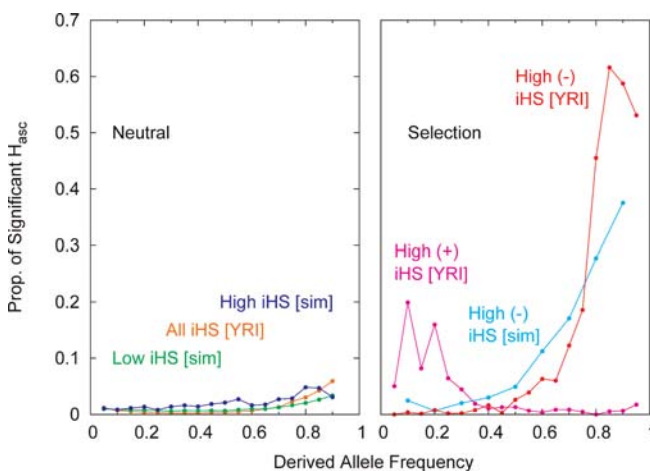 Prop. of Significant Hasc
0.7
0.6
0.5
0.4
0.3
0.2
0.1
0
Neutral
High iHS [sim]
All iHS [YRI]
Low iHS [sim]
0 0.2 0.4 0.6 0.8 1
Selection
High (-)
iHS [YRI]
High (+)
iHS [YRI]
High (-)
iHS [sim]
0 0.2 0.4 0.6 0.8 1
Derived Allele Frequency